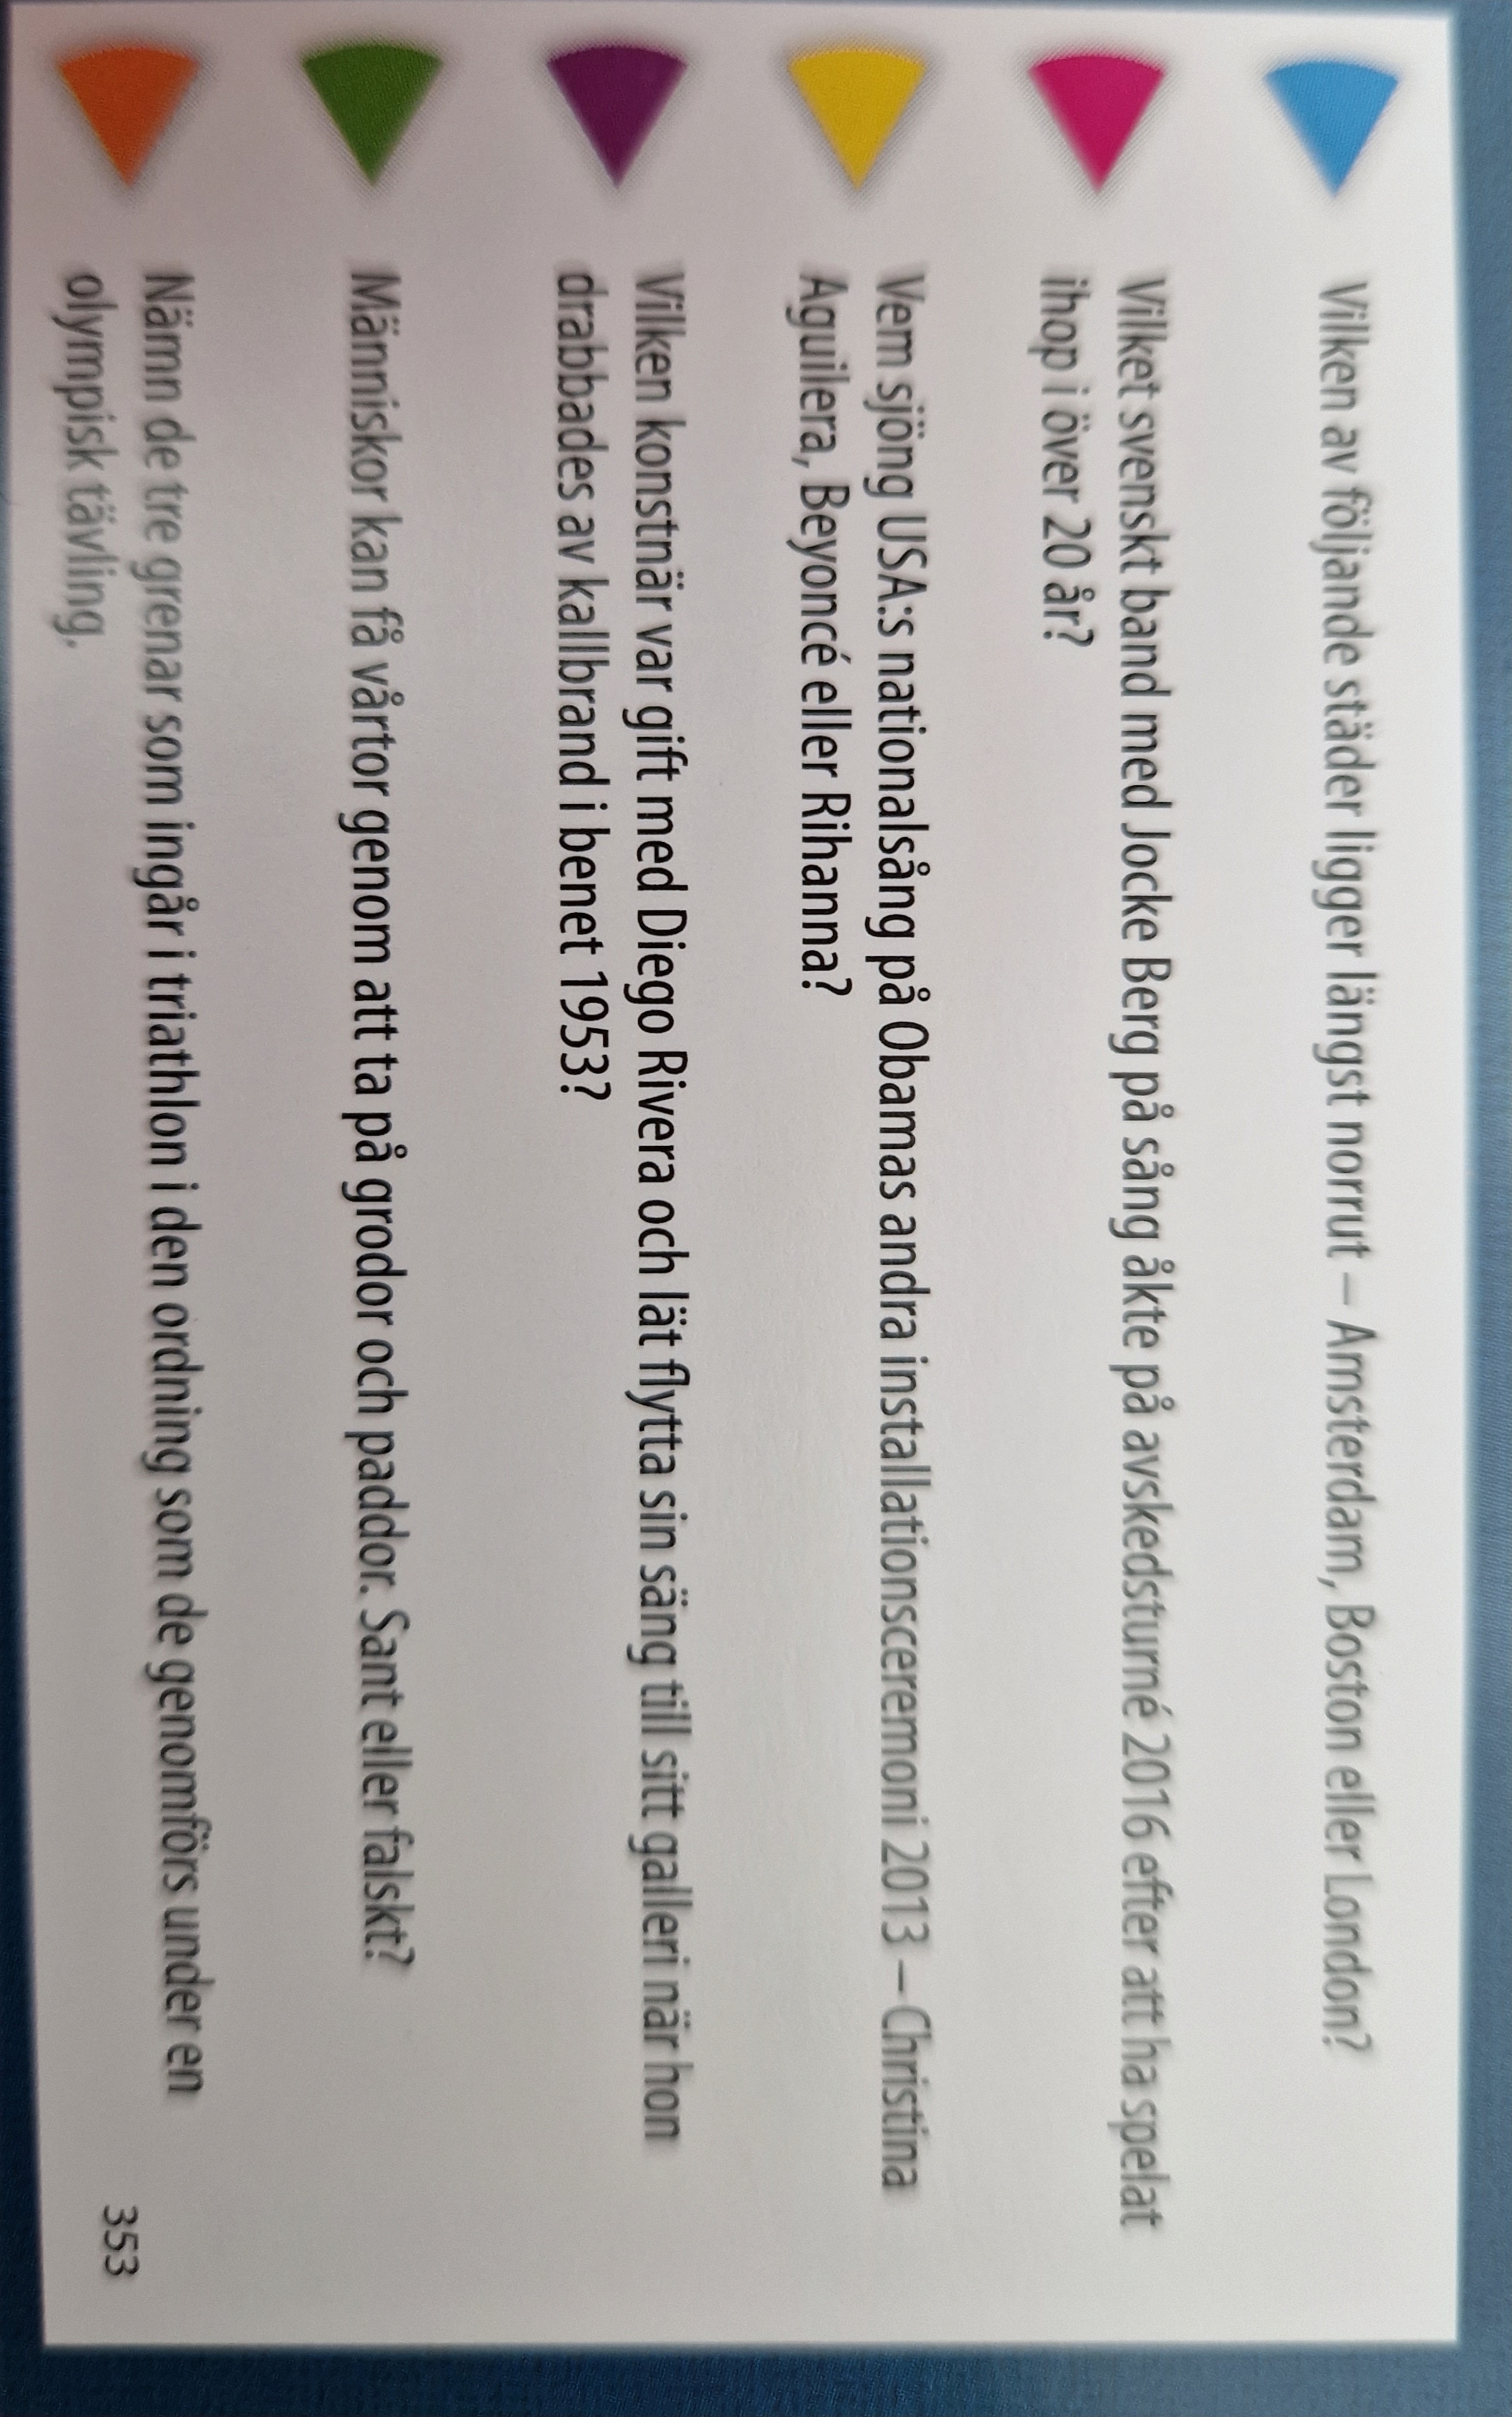 Vilken av följande städer ligger längst norrut – Amsterdam, Boston eller London?
Vilket svenskt band med Jocke Berg på sång åkte på avskedsturné 2016 efter att ha spelat
ihop i över 20 år?
Vem sjöng USA:s nationalsång på Obamas andra installationsceremoni 2013 – Christina
Aguilera, Beyoncé eller Rihanna?
Vilken konstnär var gift med Diego Rivera och lät flytta sin säng till sitt galleri när hon
drabbades av kallbrand i benet 1953?
Människor kan få vårtor genom att ta på grodor och paddor. Sant eller falskt?
Nämn de tre grenar som ingår i triathlon i den ordning som de genomförs under en
olympisk tävling.
353